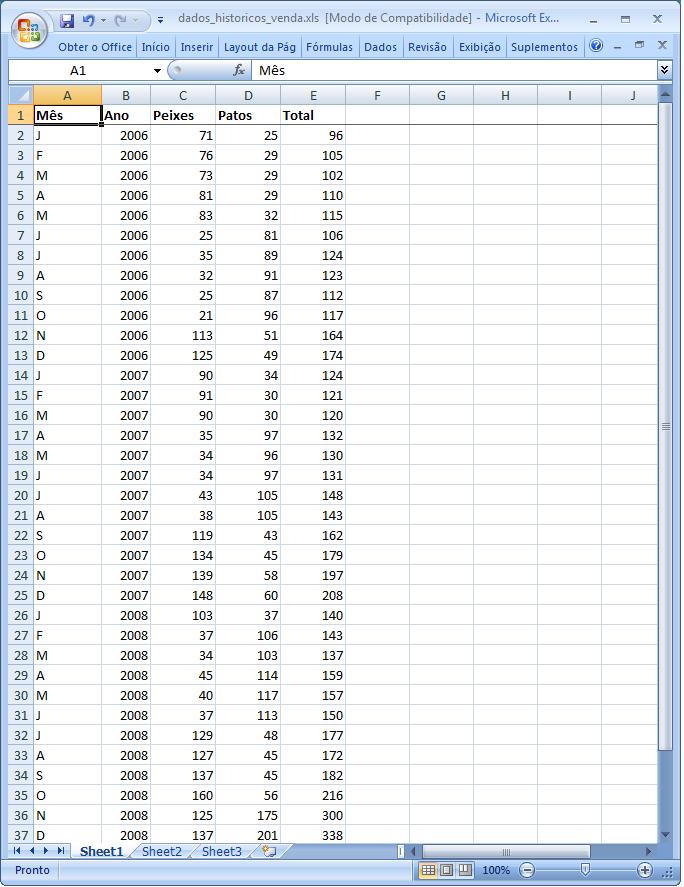 dados_historicos_venda.xls [Modo de Compatibilidade] - Microsoft Ex...
Obter o Office Início Inserir Layout da Pág Fórmulas Dados Revisão Exibição Suplementos
A1 fx Mês
A B C D E F G H I J
1 Mês Ano Peixes Patos Total
2 J 2006 71 25 96
3 F 2006 76 29 105
4 M 2006 73 29 102
5 A 2006 81 29 110
6 M 2006 83 32 115
7 J 2006 25 81 106
8 J 2006 35 89 124
9 A 2006 32 91 123
10 S 2006 25 87 112
11 O 2006 21 96 117
12 N 2006 113 51 164
13 D 2006 125 49 174
14 J 2007 90 34 124
15 F 2007 91 30 121
16 M 2007 90 30 120
17 A 2007 35 97 132
18 M 2007 34 96 130
19 J 2007 34 97 131
20 J 2007 43 105 148
21 A 2007 38 105 143
22 S 2007 119 43 162
23 O 2007 134 45 179
24 N 2007 139 58 197
25 D 2007 148 60 208
26 J 2008 103 37 140
27 F 2008 37 106 143
28 M 2008 34 103 137
29 A 2008 45 114 159
30 M 2008 40 117 157
31 J 2008 37 113 150
32 J 2008 129 48 177
33 A 2008 127 45 172
34 S 2008 137 45 182
35 O 2008 160 56 216
36 N 2008 125 175 300
37 D 2008 137 201 338
Sheet1 Sheet2 Sheet3
Pronto 100%